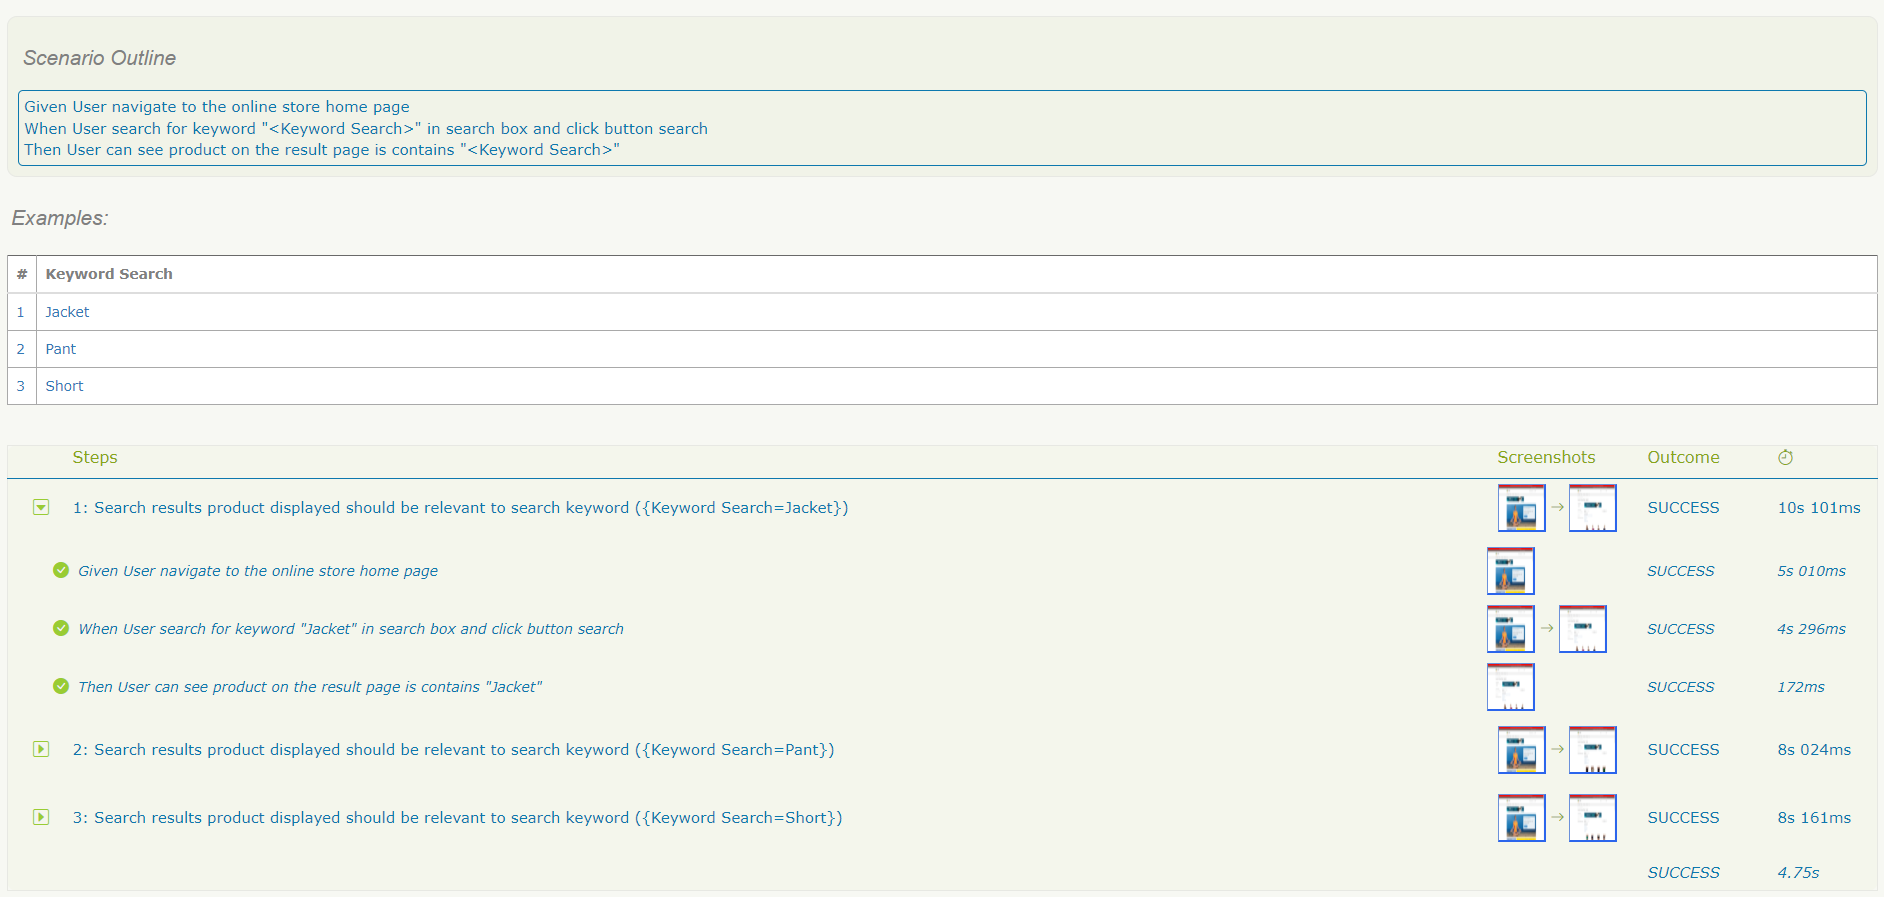 Scenario Outline
Given User navigate to the online store home page
When User search for keyword "<Keyword Search>" in search box and click button search
Then User can see product on the result page is contains "<Keyword Search>"
Examples:
# Keyword Search
1 Jacket
2 Pant
3 Short
Steps Screenshots Outcome
1: Search results product displayed should be relevant to search keyword ({Keyword Search=Jacket}) SUCCESS 10s 101ms
Given User navigate to the online store home page SUCCESS 5s 010ms
When User search for keyword "Jacket" in search box and click button search SUCCESS 4s 296ms
Then User can see product on the result page is contains "Jacket" SUCCESS 172ms
2: Search results product displayed should be relevant to search keyword ({Keyword Search=Pant}) SUCCESS 8s 024ms
3: Search results product displayed should be relevant to search keyword ({Keyword Search=Short}) SUCCESS 8s 161ms
SUCCESS 4.75s